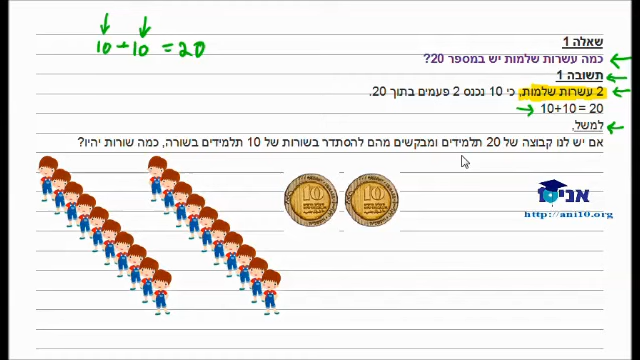 10 + 10 = 20
שאלה 1
כמה עשרות שלמות יש במספר 20?
תשובה 1
2 עשרות שלמות, כי 10 נכנס 2 פעמים בתוך 20.
10+10 = 20
למשל,
אם יש לנו קבוצה של 20 תלמידים ומבקשים מהם להסתדר בשורות של 10 תלמידים בשורה, כמה שורות יהיו?
10
10
אני10
http://ani10.org